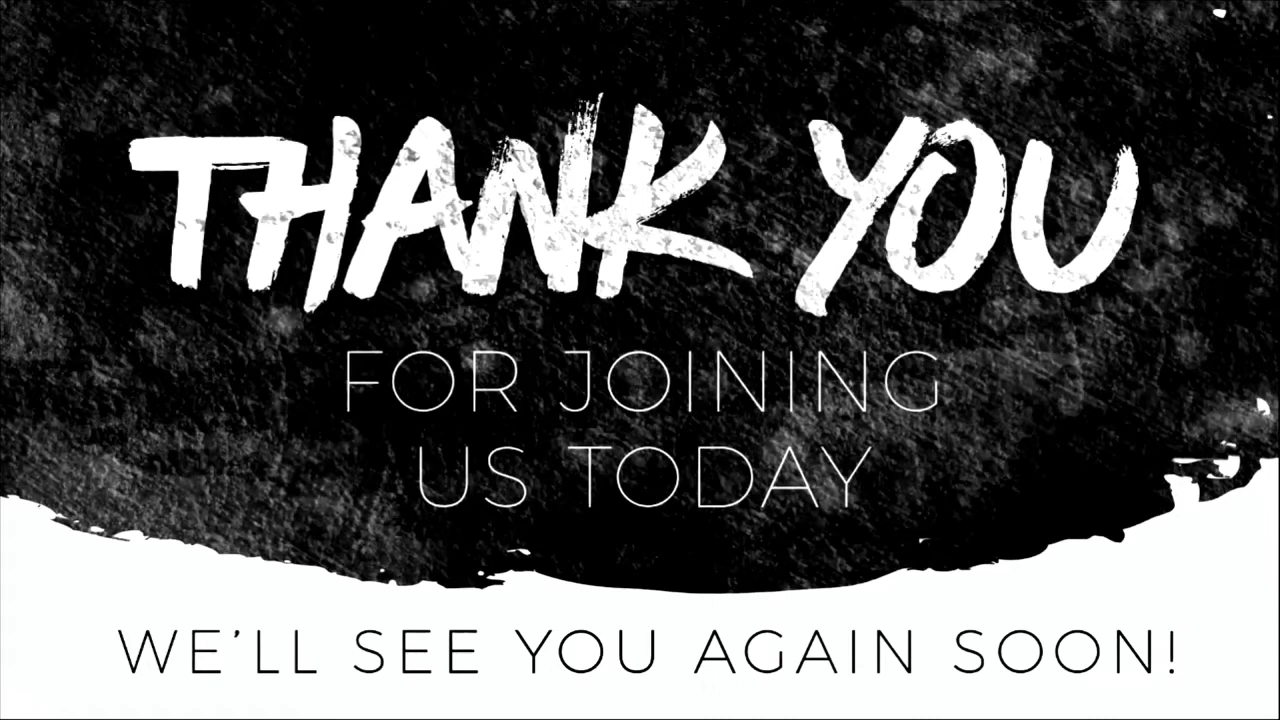 THANK YOU
FOR JOINING
US TODAY
WE'LL SEE YOU AGAIN SOON!